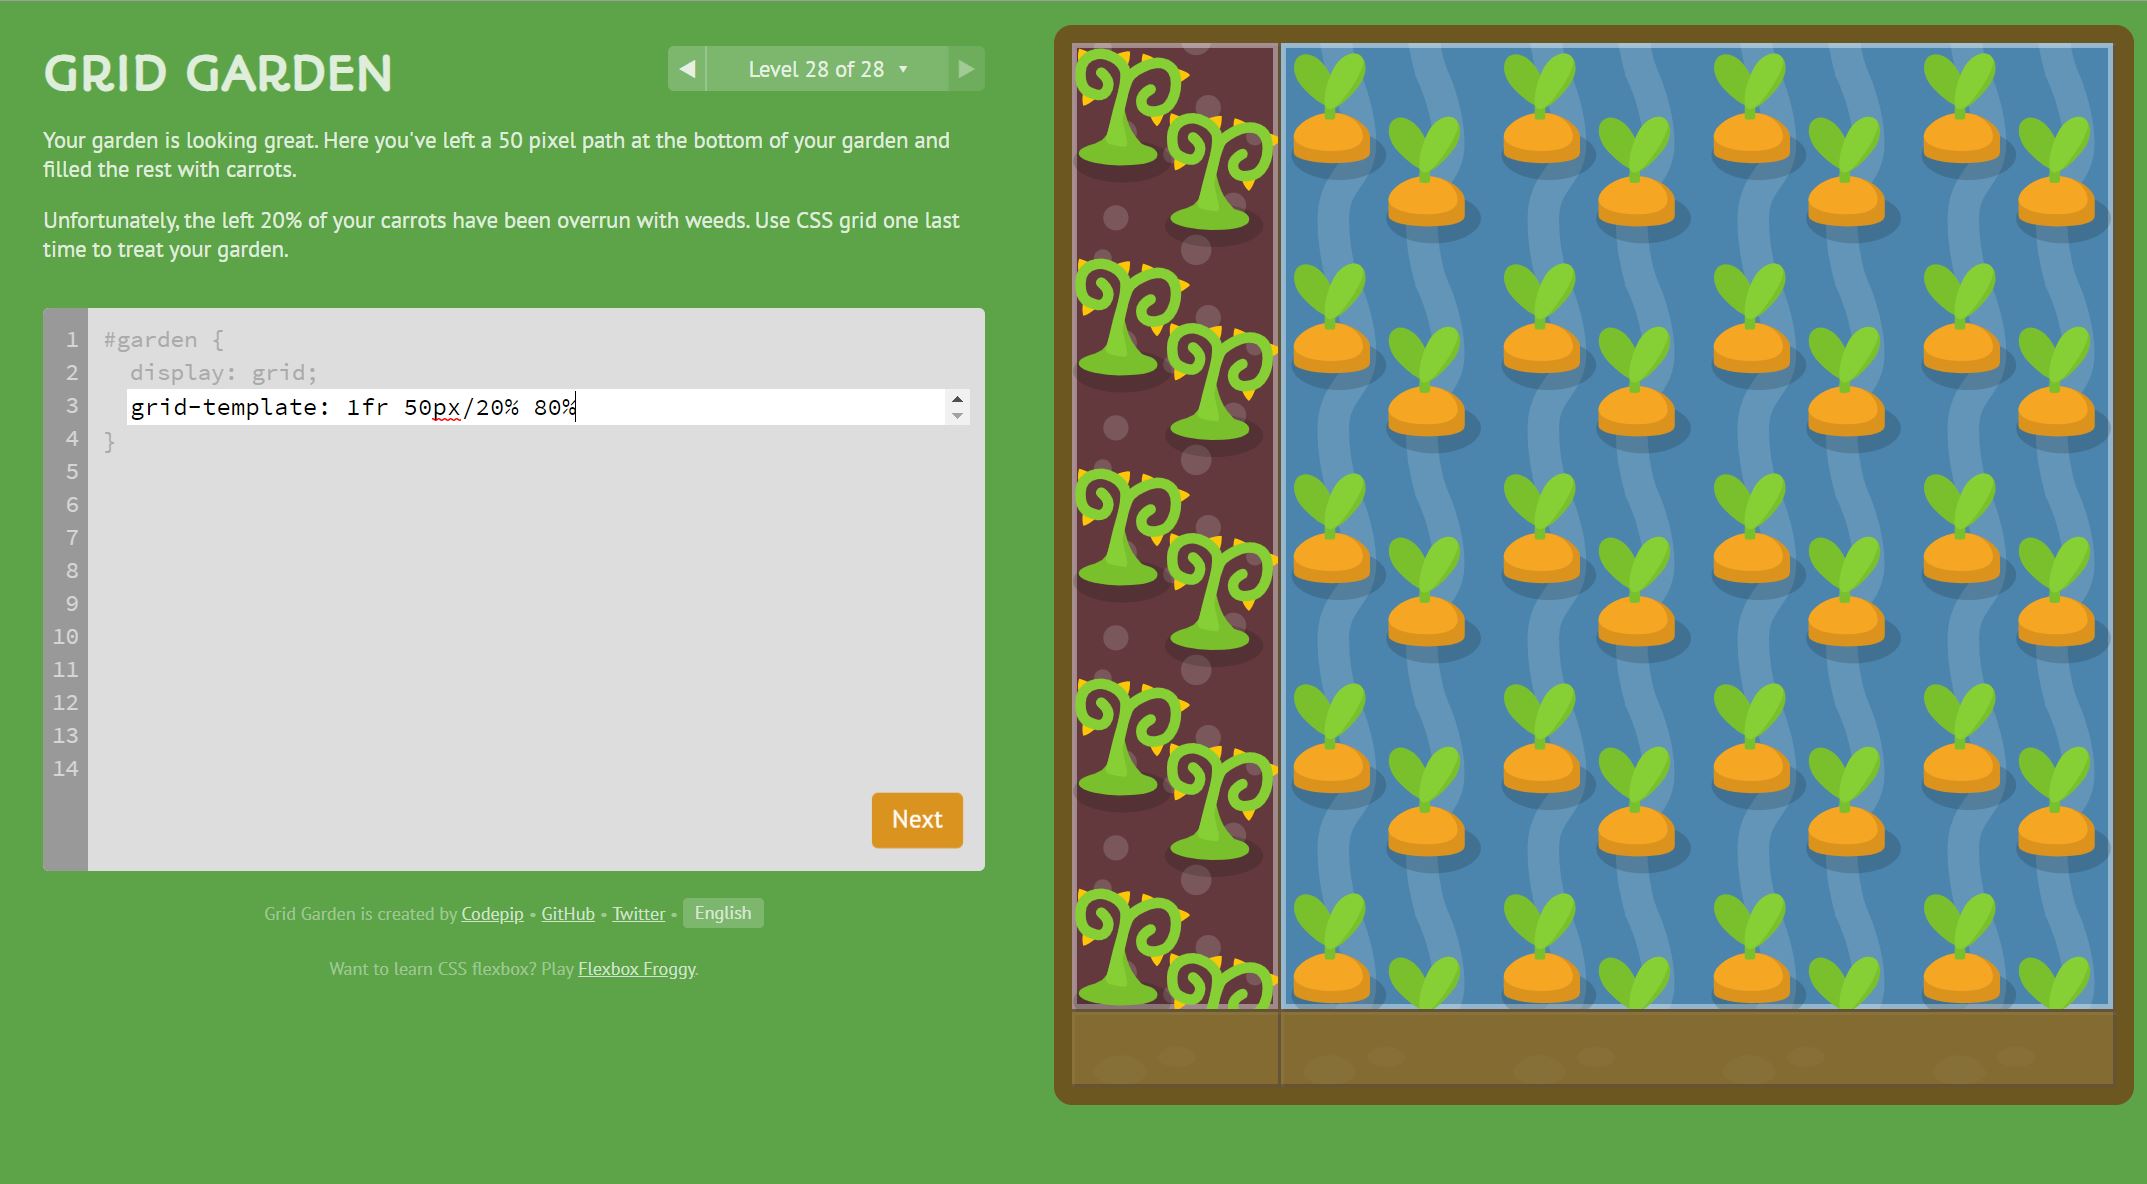 GRID GARDEN
Level 28 of 28
Your garden is looking great. Here you've left a 50 pixel path at the bottom of your garden and
filled the rest with carrots.
Unfortunately, the left 20% of your carrots have been overrun with weeds. Use CSS grid one last
time to treat your garden.
1 #garden {
2 display: grid;
3 grid-template: 1fr 50px/20% 80%
4 }
5
6
7
8
9
10
11
12
13
14
Next
Grid Garden is created by Codepip • GitHub • Twitter • English
Want to learn CSS flexbox? Play Flexbox Froggy.